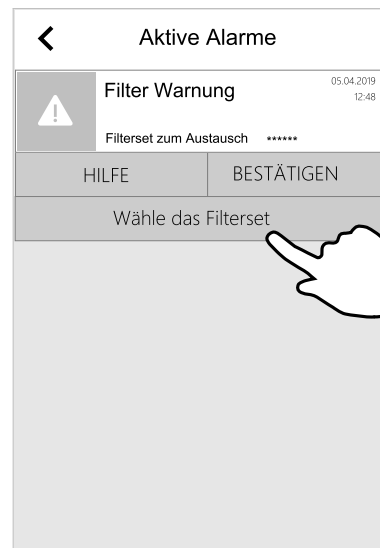 Aktive Alarme
Filter Warnung
05.04.2019
12:48
Filterset zum Austausch ******
HILFE
BESTÄTIGEN
Wähle das Filterset